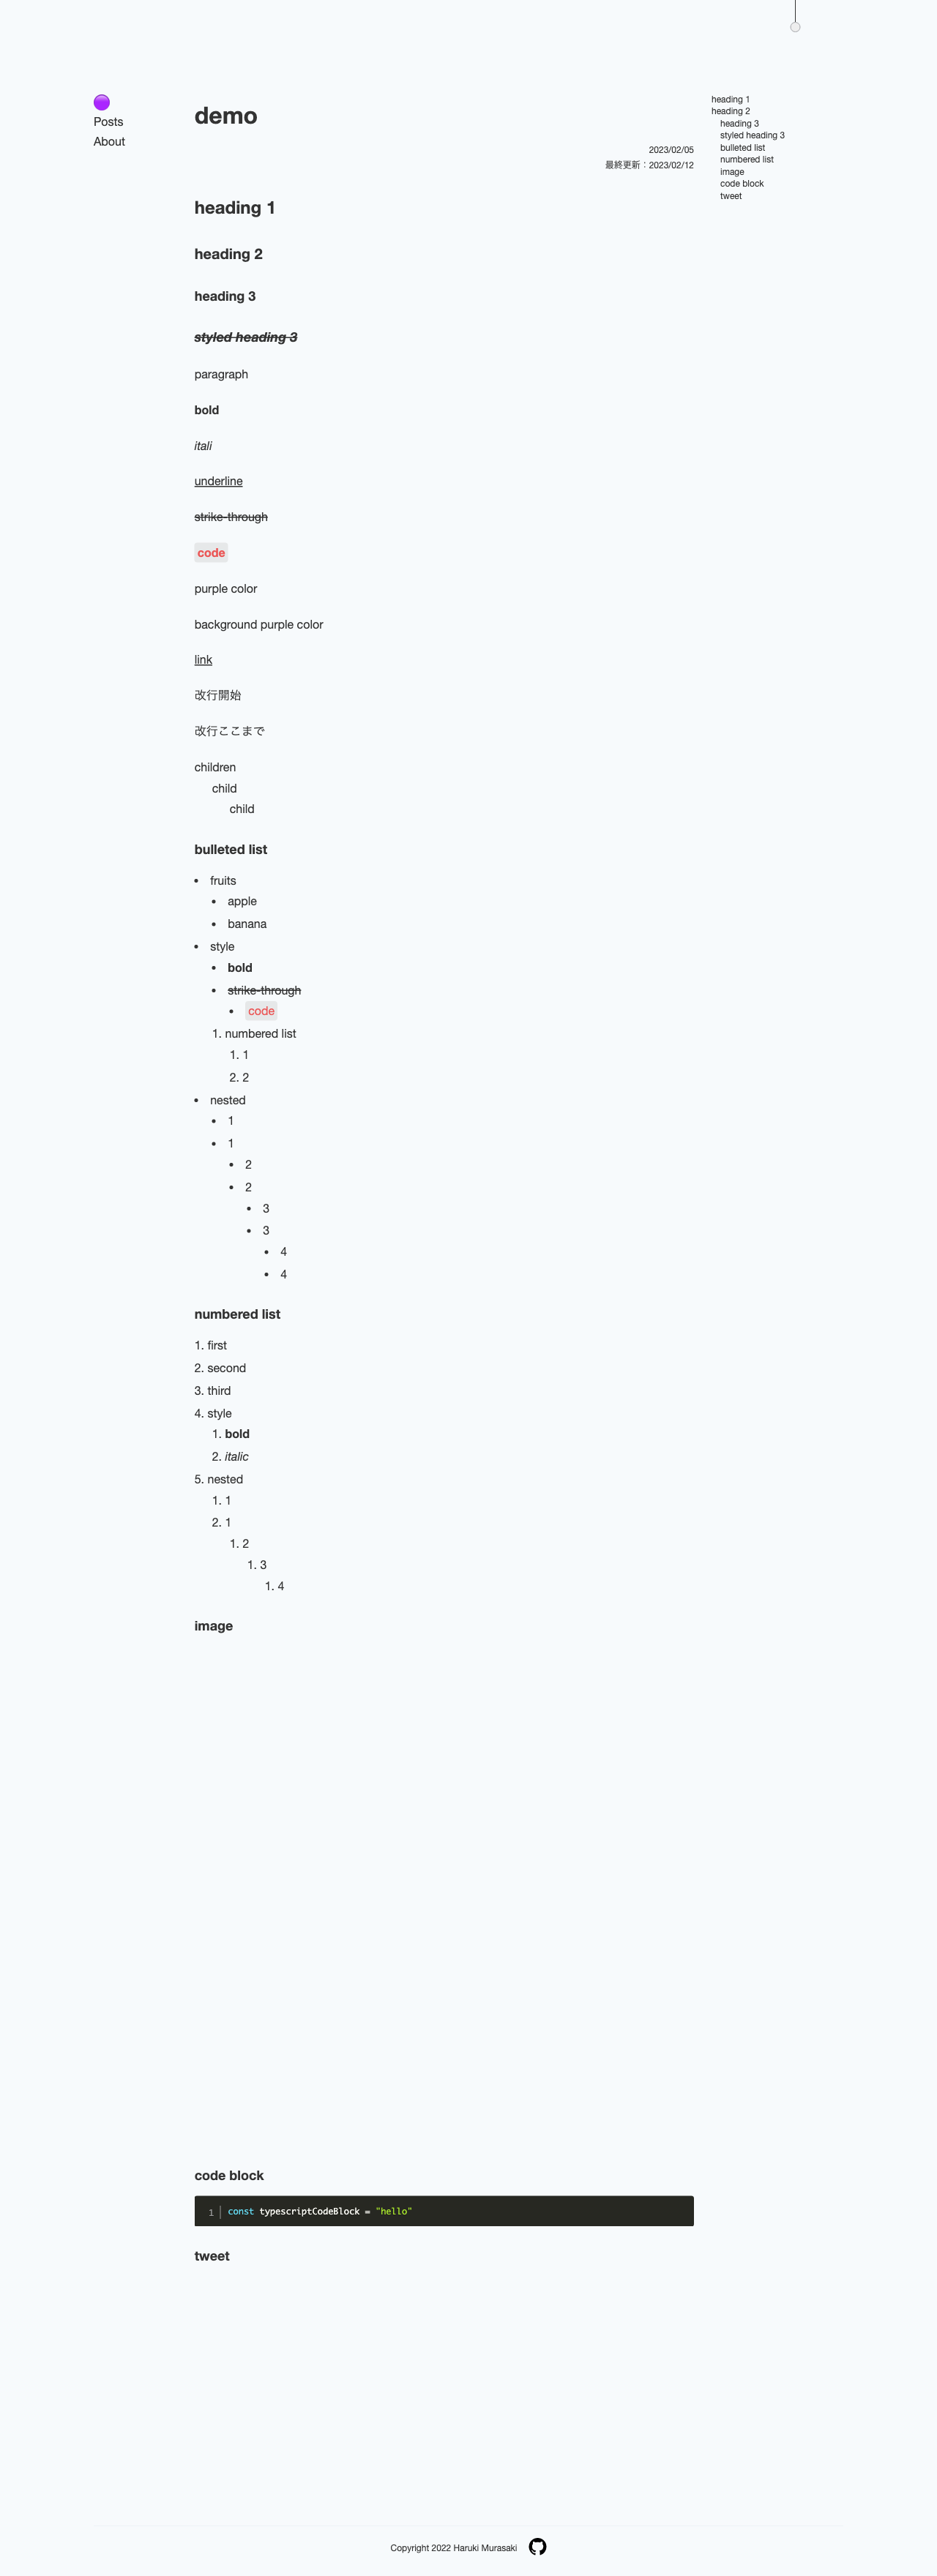 Posts
About
demo
2023/02/05
最終更新：2023/02/12
heading 1
heading 2
heading 3
styled heading 3
bulleted list
numbered list
image
code block
tweet
heading 1
heading 2
heading 3
styled heading 3
paragraph
bold
itali
underline
strike-through
code
purple color
background purple color
link
改行開始
改行ここまで
children
child
child
bulleted list
• fruits
• apple
• banana
• style
• bold
• strike-through
• code
1. numbered list
1. 1
2. 2
• nested
• 1
• 1
• 2
• 2
• 3
• 3
• 4
• 4
numbered list
1. first
2. second
3. third
4. style
1. bold
2. italic
5. nested
1. 1
2. 1
1. 2
1. 3
1. 4
image
code block
1 const typescriptCodeBlock = "hello"
tweet
Copyright 2022 Haruki Murasaki